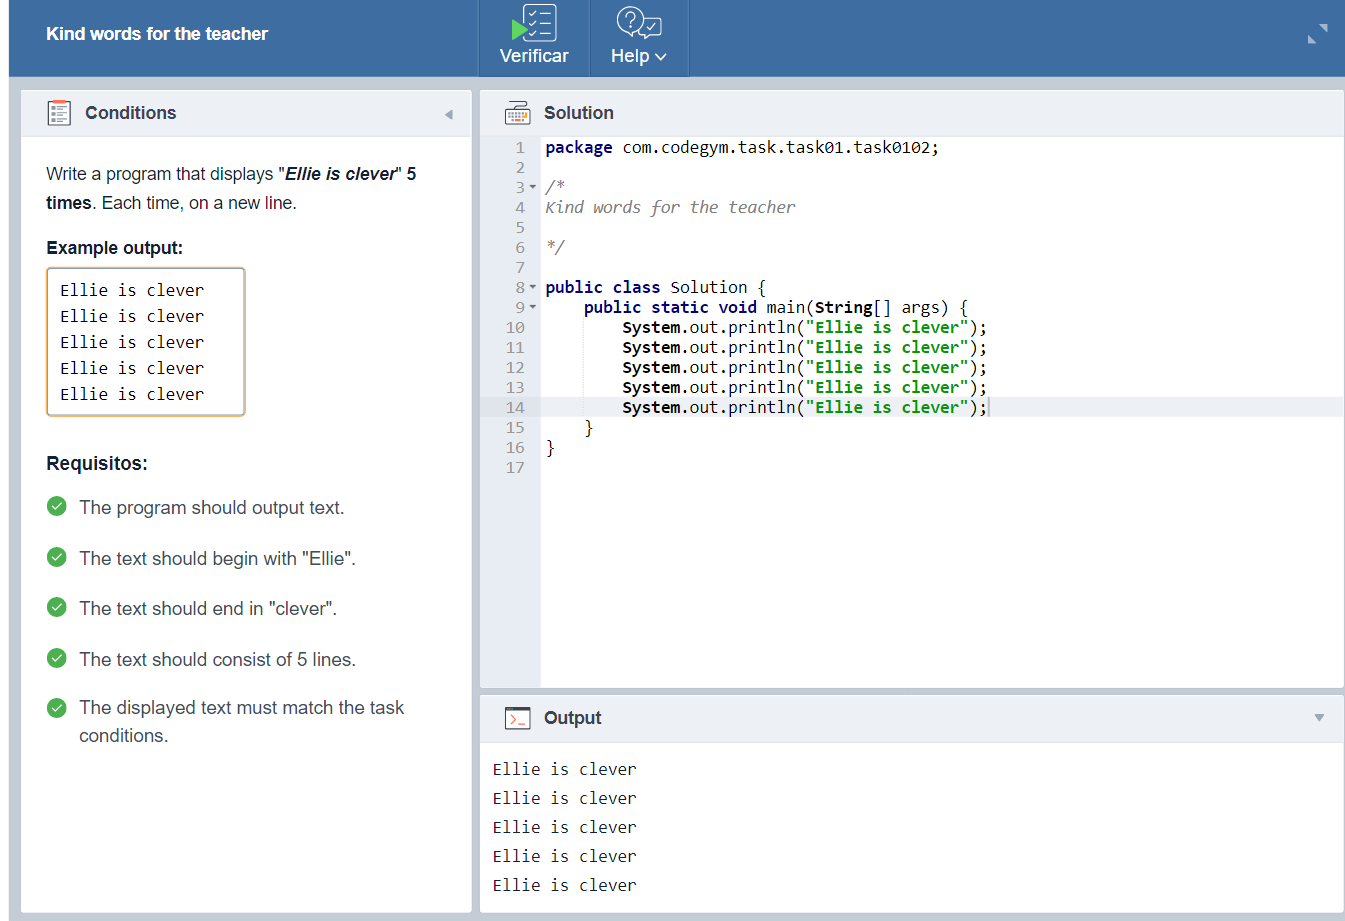 Kind words for the teacher
Verificar
Help
Conditions
Write a program that displays "Ellie is clever" 5
times. Each time, on a new line.
Example output:
Ellie is clever
Ellie is clever
Ellie is clever
Ellie is clever
Ellie is clever
Requisitos:
The program should output text.
The text should begin with "Ellie".
The text should end in "clever".
The text should consist of 5 lines.
The displayed text must match the task
conditions.
Solution
1 package com.codegym.task.task01.task0102;
2
3 /*
4 Kind words for the teacher
5
6 */
7
8 public class Solution {
9     public static void main(String[] args) {
10         System.out.println("Ellie is clever");
11         System.out.println("Ellie is clever");
12         System.out.println("Ellie is clever");
13         System.out.println("Ellie is clever");
14         System.out.println("Ellie is clever");
15     }
16 }
17
Output
Ellie is clever
Ellie is clever
Ellie is clever
Ellie is clever
Ellie is clever